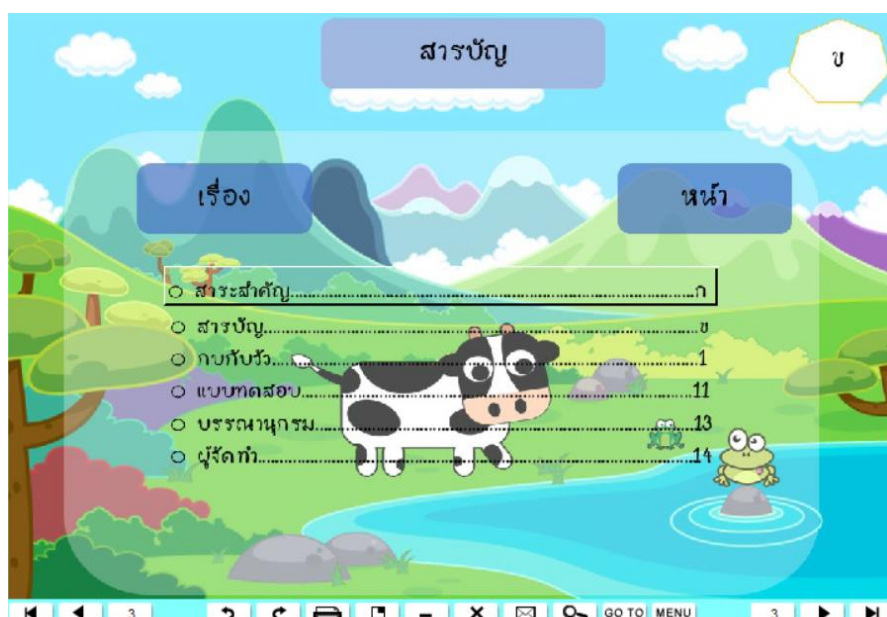 สารบัญ
ข
เรื่อง
หน้า
สาระสำคัญ ก
สารบัญ ข
กบกับวัว 1
แบบทดสอบ 11
บรรณานุกรม 13
ผู้จัดทำ 14
3
GO TO
MENU
3